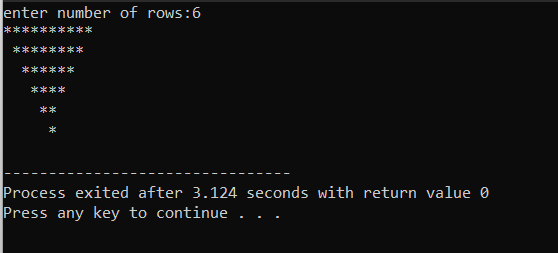 enter number of rows:6
**********
 ********
  ******
   ****
    **
     *
--------------------------------
Process exited after 3.124 seconds with return value 0
Press any key to continue . . .